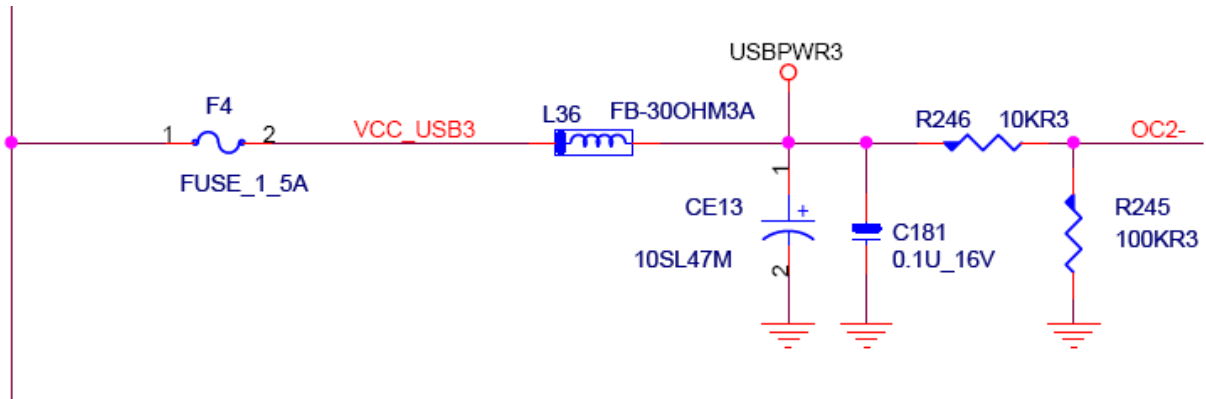 USBPWR3
F4
L36 FB-30OHM3A
R246 10KR3
1 2
VCC_USB3
OC2-
FUSE_1_5A
1
CE13
+
R245
C181
100KR3
10SL47M
2
0.1U_16V